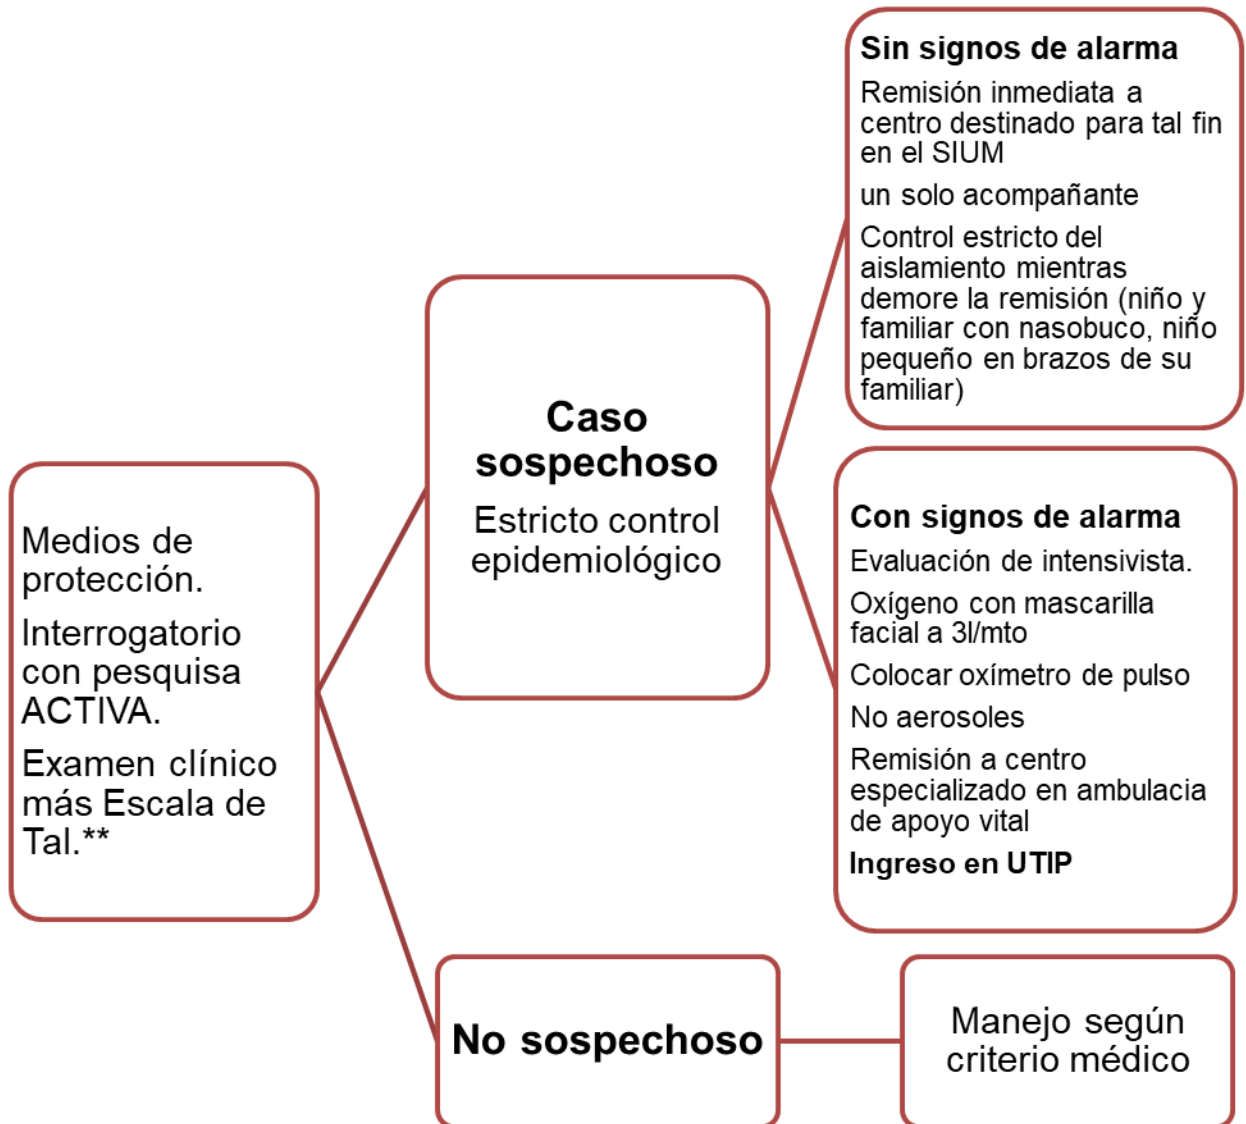 Medios de
protección.
Interrogatorio
con pesquisa
ACTIVA.
Examen clínico
más Escala de
Tal.**
Caso
sospechoso
Estricto control
epidemiológico
Sin signos de alarma
Remisión inmediata a
centro destinado para tal fin
en el SIUM
un solo acompañante
Control estricto del
aislamiento mientras
demore la remisión (niño y
familiar con nasobuco, niño
pequeño en brazos de su
familiar)
Con signos de alarma
Evaluación de intensivista.
Oxígeno con mascarilla
facial a 3l/mto
Colocar oxímetro de pulso
No aerosoles
Remisión a centro
especializado en ambulacia
de apoyo vital
Ingreso en UTIP
No sospechoso
Manejo según
criterio médico